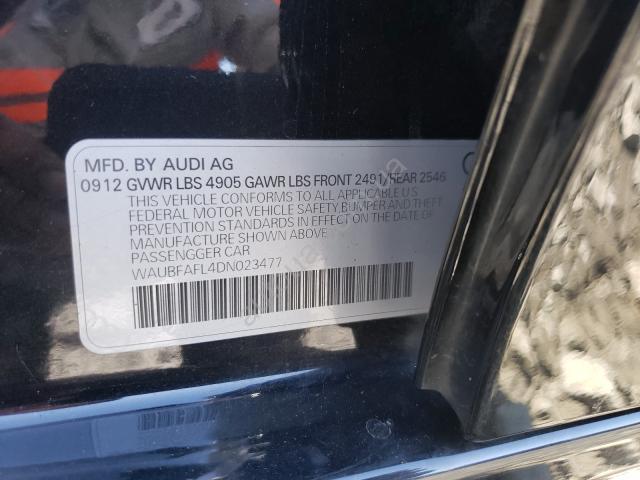 MFD. BY AUDI AG
0912 GVWR LBS 4905 GAWR LBS FRONT 2491/REAR 2546
THIS VEHICLE CONFORMS TO ALL APPLICABLE U.S
FEDERAL MOTOR VEHICLE SAFETY BUMPER AND THEFT
PREVENTION STANDARDS IN EFFECT ON THE DATE OF
MANUFACTURE SHOWN ABOVE
PASSENGGER CAR
WAUBFAFL4DN023477